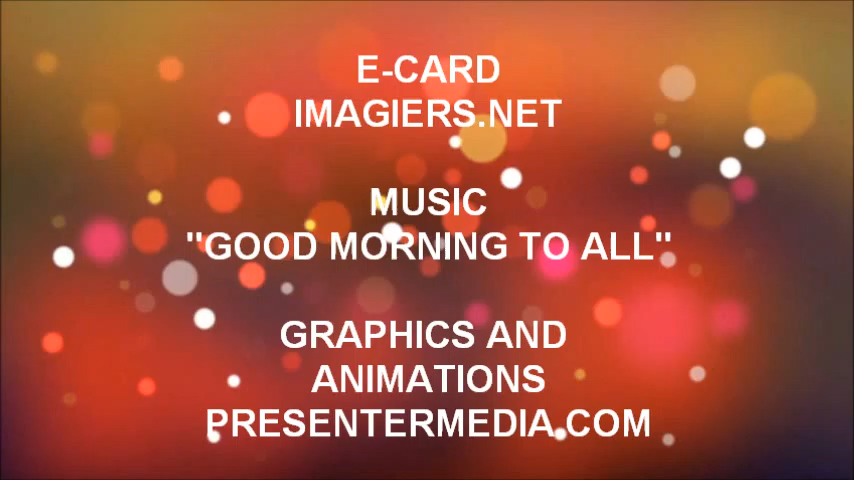 E-CARD
IMAGIERS.NET
MUSIC
"GOOD MORNING TO ALL"
GRAPHICS AND
ANIMATIONS
PRESENTERMEDIA.COM